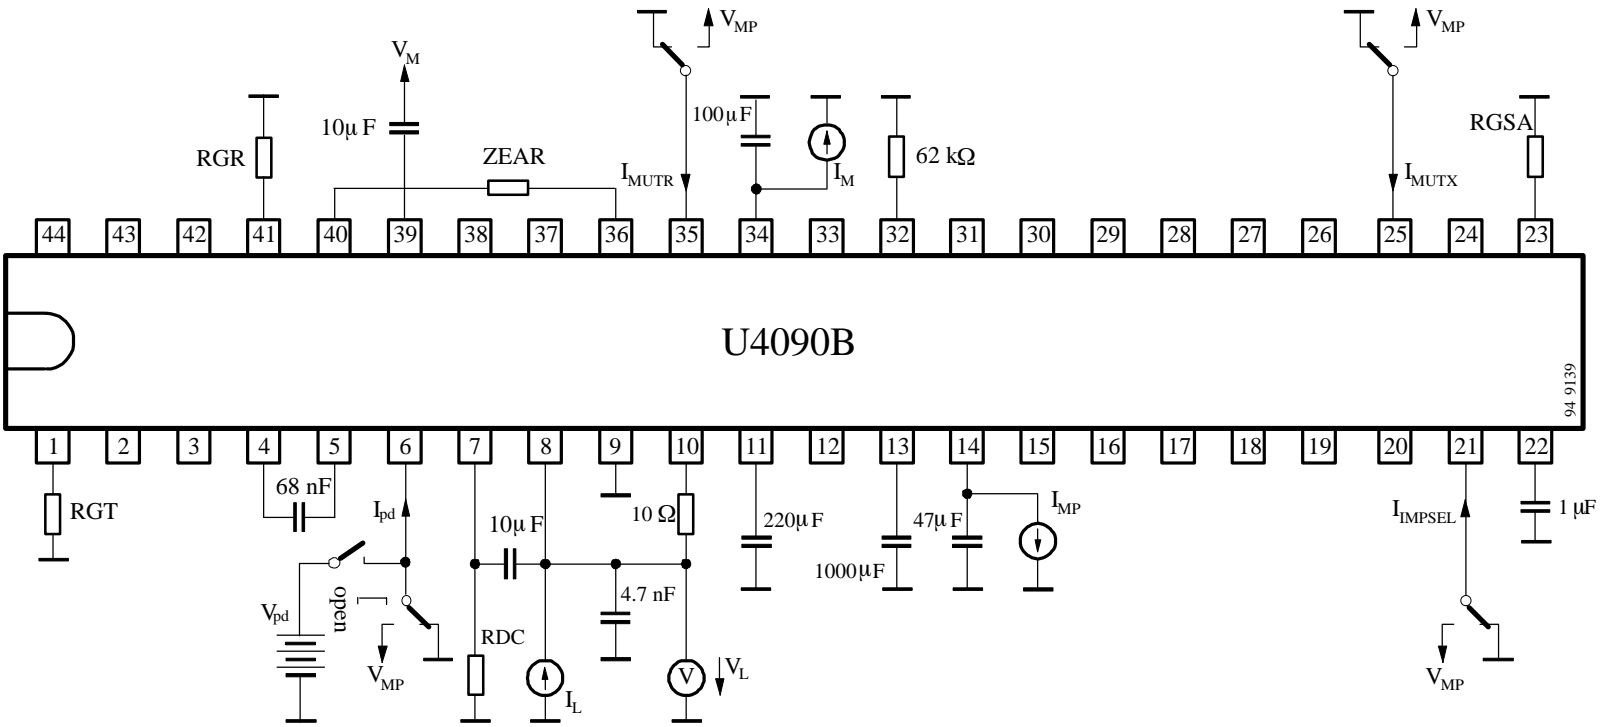 V_MP
V_MP
V_M
100µF
10µ F
RGSA
RGR
ZEAR
62 kΩ
I_MUTR
I_M
I_MUTX
44 43 42 41 40 39 38 37 36 35 34 33 32 31 30 29 28 27 26 25 24 23
U4090B
94 9139
1 2 3 4 5 6 7 8 9 10 11 12 13 14 15 16 17 18 19 20 21 22
68 nF
RGT
I_pd
10µ F
10 Ω
220µF
47µF
I_MP
I_IMPSEL
1 µF
1000µF
open
4.7 nF
V_pd
RDC
V_MP
V
V_L
I_L
V_MP